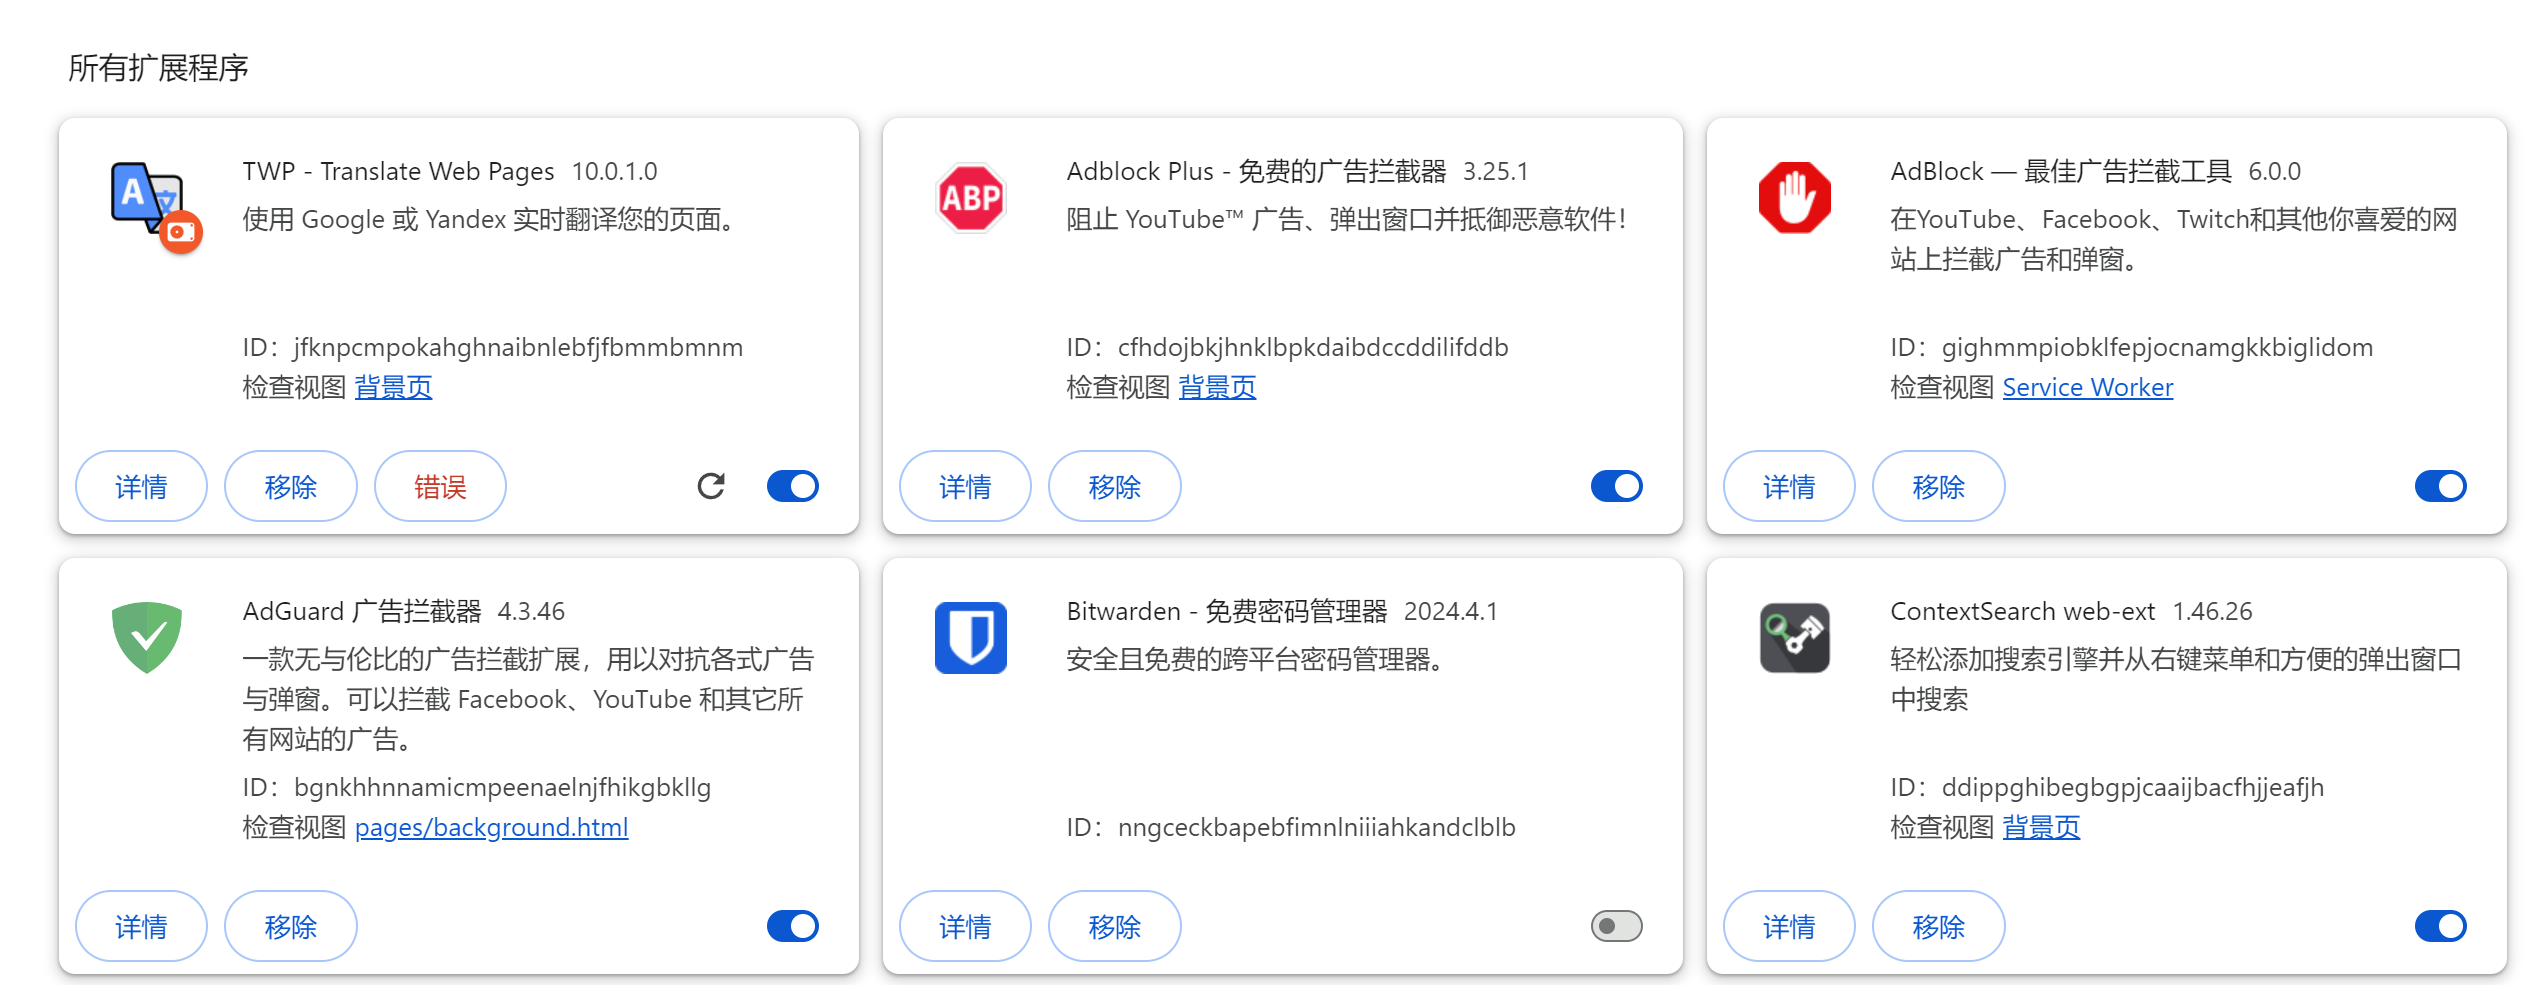 所有扩展程序
TWP - Translate Web Pages 10.0.1.0
使用 Google 或 Yandex 实时翻译您的页面。
ID：jfknpcmpokahghnaibnlebfjfbmmbmnm
检查视图 背景页
详情 移除 错误
ABP
Adblock Plus - 免费的广告拦截器 3.25.1
阻止 YouTube™ 广告、弹出窗口并抵御恶意软件！
ID：cfhdojbkjhnklbpkdaibdccddilifddb
检查视图 背景页
详情 移除
AdBlock — 最佳广告拦截工具 6.0.0
在YouTube、Facebook、Twitch和其他你喜爱的网
站上拦截广告和弹窗。
ID：gighmmpiobklfepjocnamgkkbiglidom
检查视图 Service Worker
详情 移除
AdGuard 广告拦截器 4.3.46
一款无与伦比的广告拦截扩展，用以对抗各式广告
与弹窗。可以拦截 Facebook、YouTube 和其它所
有网站的广告。
ID：bgnkhhnnamicmpeenaelnjfhikgbkllg
检查视图 pages/background.html
详情 移除
Bitwarden - 免费密码管理器 2024.4.1
安全且免费的跨平台密码管理器。
ID：nngceckbapebfimnlniiiahkandclblb
详情 移除
ContextSearch web-ext 1.46.26
轻松添加搜索引擎并从右键菜单和方便的弹出窗口
中搜索
ID：ddippghibegbgpjcaaijbacfhjjeafjh
检查视图 背景页
详情 移除